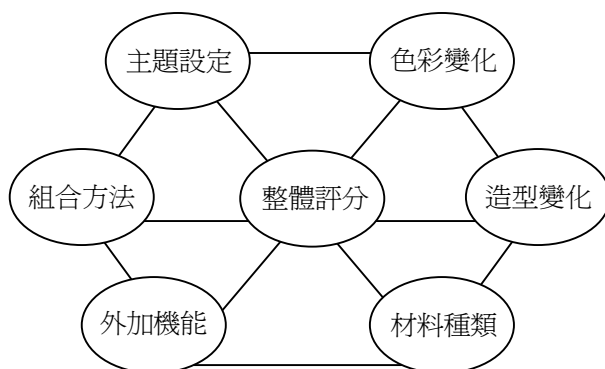 主題設定
色彩變化
組合方法
整體評分
造型變化
外加機能
材料種類